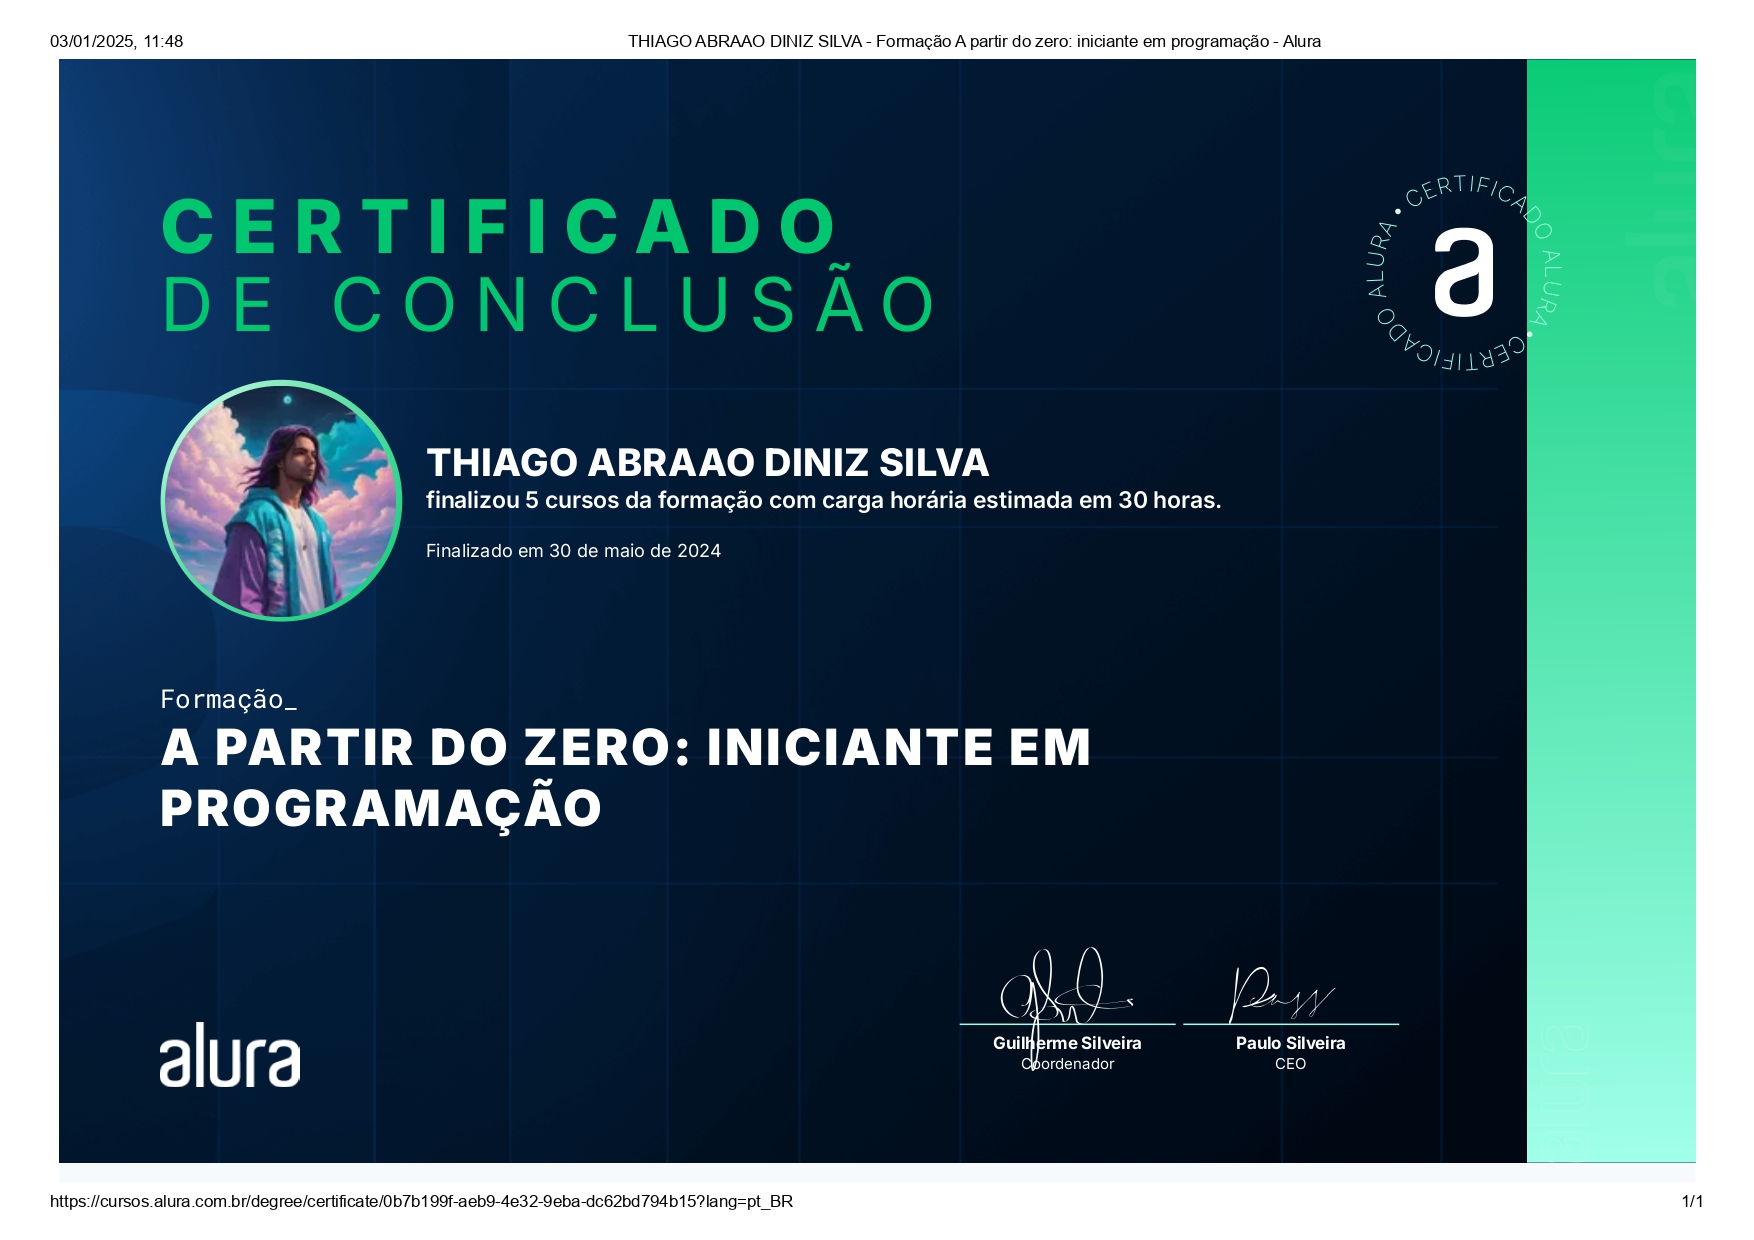 03/01/2025, 11:48
THIAGO ABRAAO DINIZ SILVA - Formação A partir do zero: iniciante em programação - Alura
CERTIFICADO
DE CONCLUSÃO
CERTIFICADO ALURA • CERTIFICADO ALURA •
a
THIAGO ABRAAO DINIZ SILVA
finalizou 5 cursos da formação com carga horária estimada em 30 horas.
Finalizado em 30 de maio de 2024
Formação_
A PARTIR DO ZERO: INICIANTE EM
PROGRAMAÇÃO
alura
Guilherme Silveira
Coordenador
Paulo Silveira
CEO
alura
alura
https://cursos.alura.com.br/degree/certificate/0b7b199f-aeb9-4e32-9eba-dc62bd794b15?lang=pt_BR
1/1